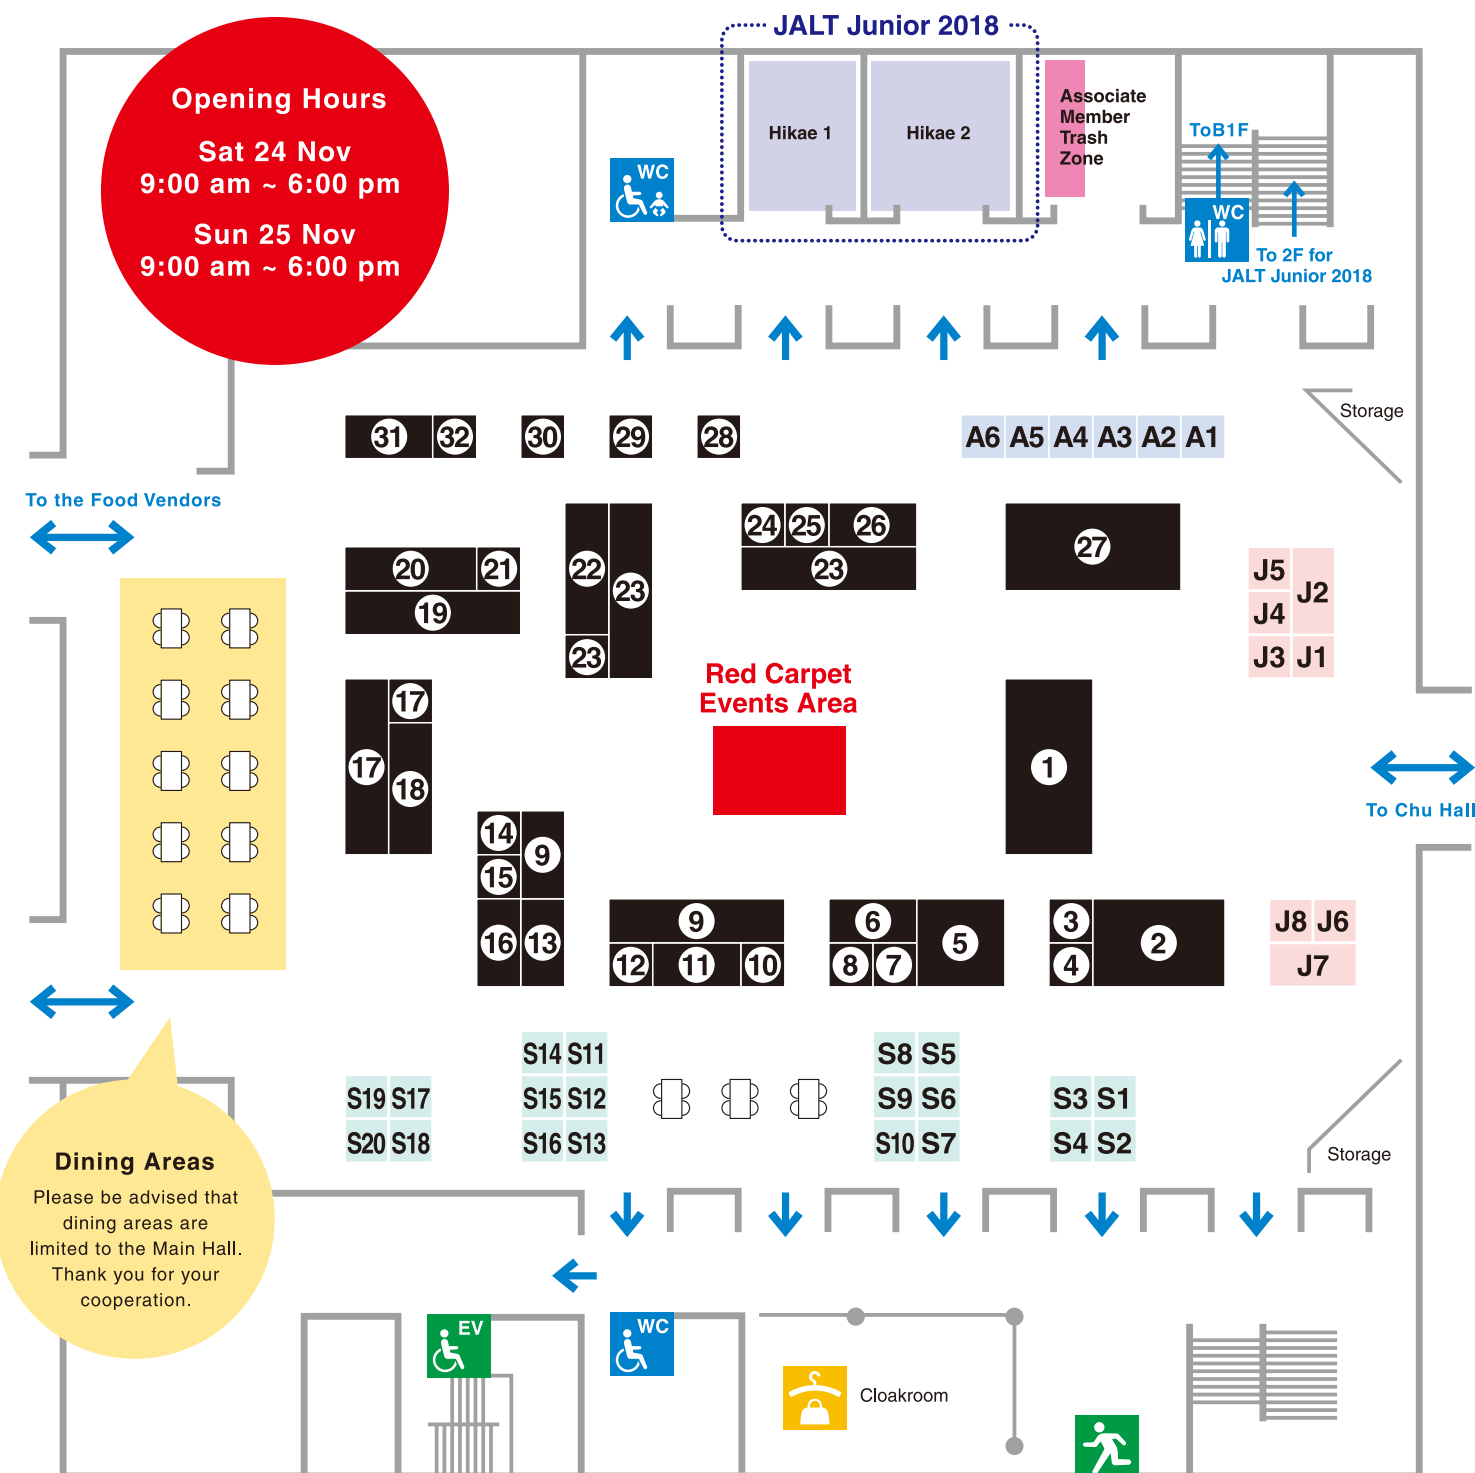 JALT Junior 2018
Opening Hours
Sat 24 Nov
9:00 am ~ 6:00 pm
Sun 25 Nov
9:00 am ~ 6:00 pm
Hikae 1
Hikae 2
Associate
Member
Trash
Zone
WC
ToB1F
WC
To 2F for
JALT Junior 2018
Storage
31 32 30 29 28
A6 A5 A4 A3 A2 A1
To the Food Vendors
24 25 26
22 23
23
27
20 21
19
23
J5 J2
J4
J3 J1
Red Carpet
Events Area
17
17 18
1
To Chu Hall
14 9
15
16 13
9
12 11 10
6 5
8 7
3 2
4
J8 J6
J7
S14 S11
S15 S12
S16 S13
S8 S5
S9 S6
S10 S7
S19 S17
S20 S18
S3 S1
S4 S2
Storage
Dining Areas
Please be advised that
dining areas are
limited to the Main Hall.
Thank you for your
cooperation.
EV
WC
Cloakroom